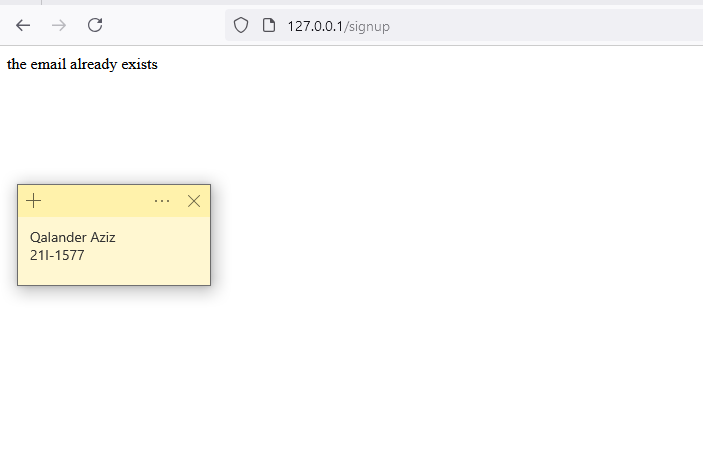 127.0.0.1/signup
the email already exists
Qalander Aziz
21I-1577